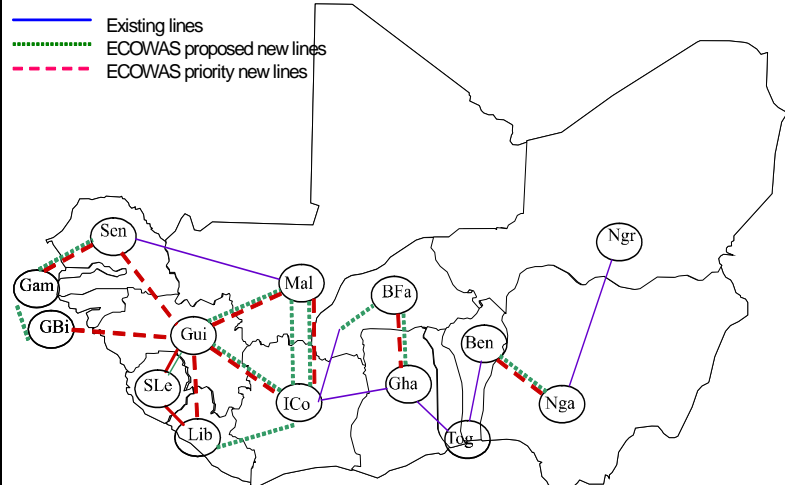 Existing lines
ECOWAS proposed new lines
ECOWAS priority new lines
Sen
Ngr
Gam
Mal
BFa
GBi
Gui
Ben
SLe
Gha
ICo
Nga
Lib
Tog